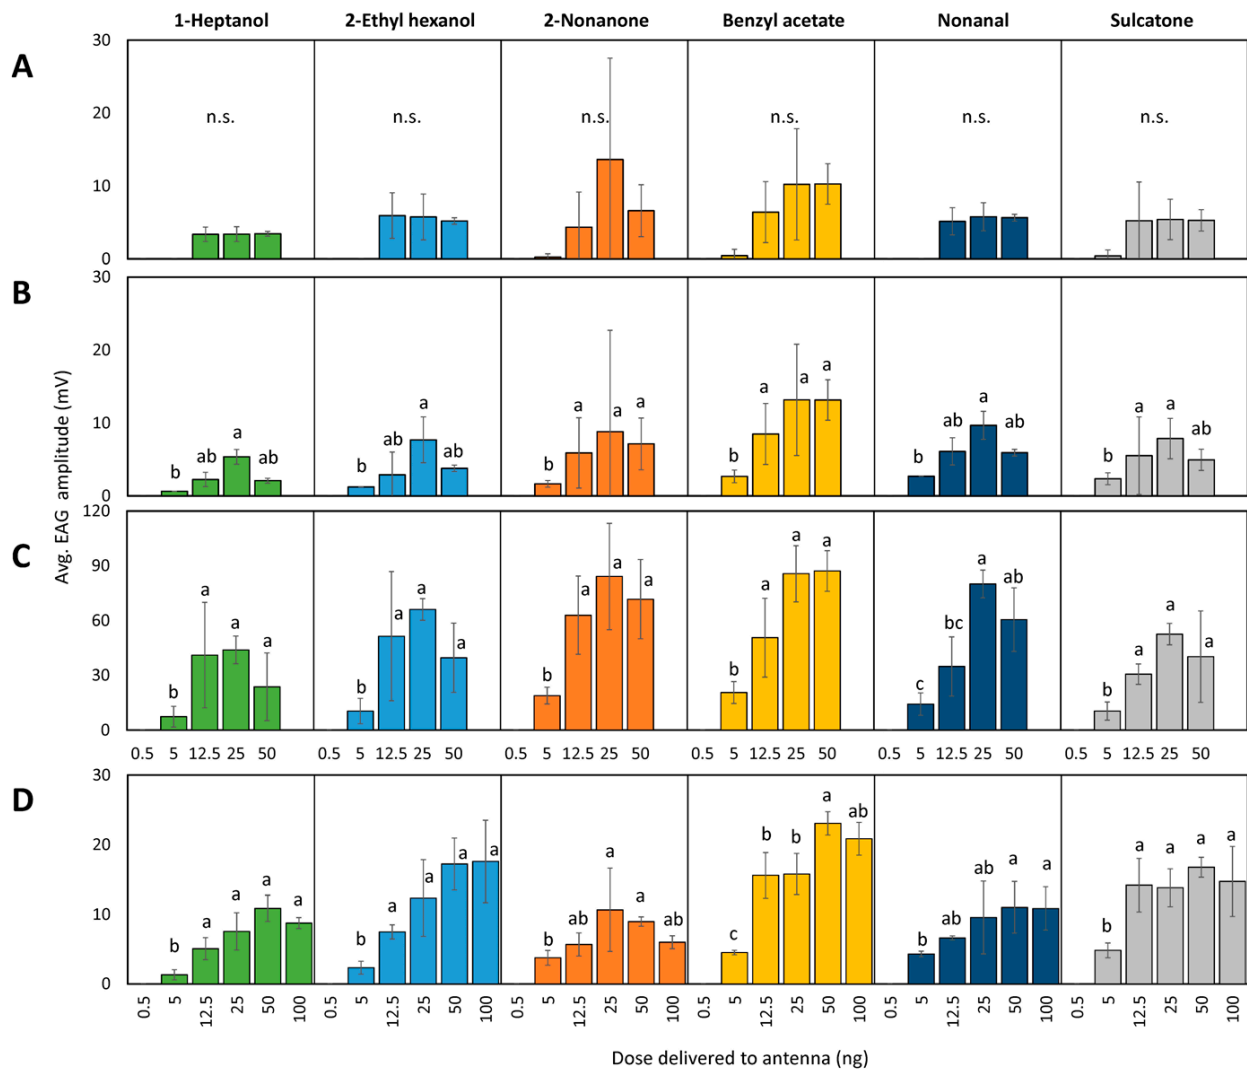 1-Heptanol 2-Ethyl hexanol 2-Nonanone Benzyl acetate Nonanal Sulcatone
A
30
20
10
0
n.s. n.s. n.s. n.s. n.s. n.s.
B
30
20
10
0
b ab a ab b ab a ab b a a a b a a a b ab a ab b a a ab
Avg. EAG amplitude (mV)
C
120
90
60
30
0
b a a a b a a a b a a a b a a a c bc a ab b a a a
0.5 5 12.5 25 50 0.5 5 12.5 25 50 0.5 5 12.5 25 50 0.5 5 12.5 25 50 0.5 5 12.5 25 50 0.5 5 12.5 25 50
D
30
20
10
0
b a a a a b a a a a b ab a a ab c b b a ab b ab ab a a b a a a a
0.5 5 12.5 25 50 100 0.5 5 12.5 25 50 100 0.5 5 12.5 25 50 100 0.5 5 12.5 25 50 100 0.5 5 12.5 25 50 100 0.5 5 12.5 25 50 100
Dose delivered to antenna (ng)